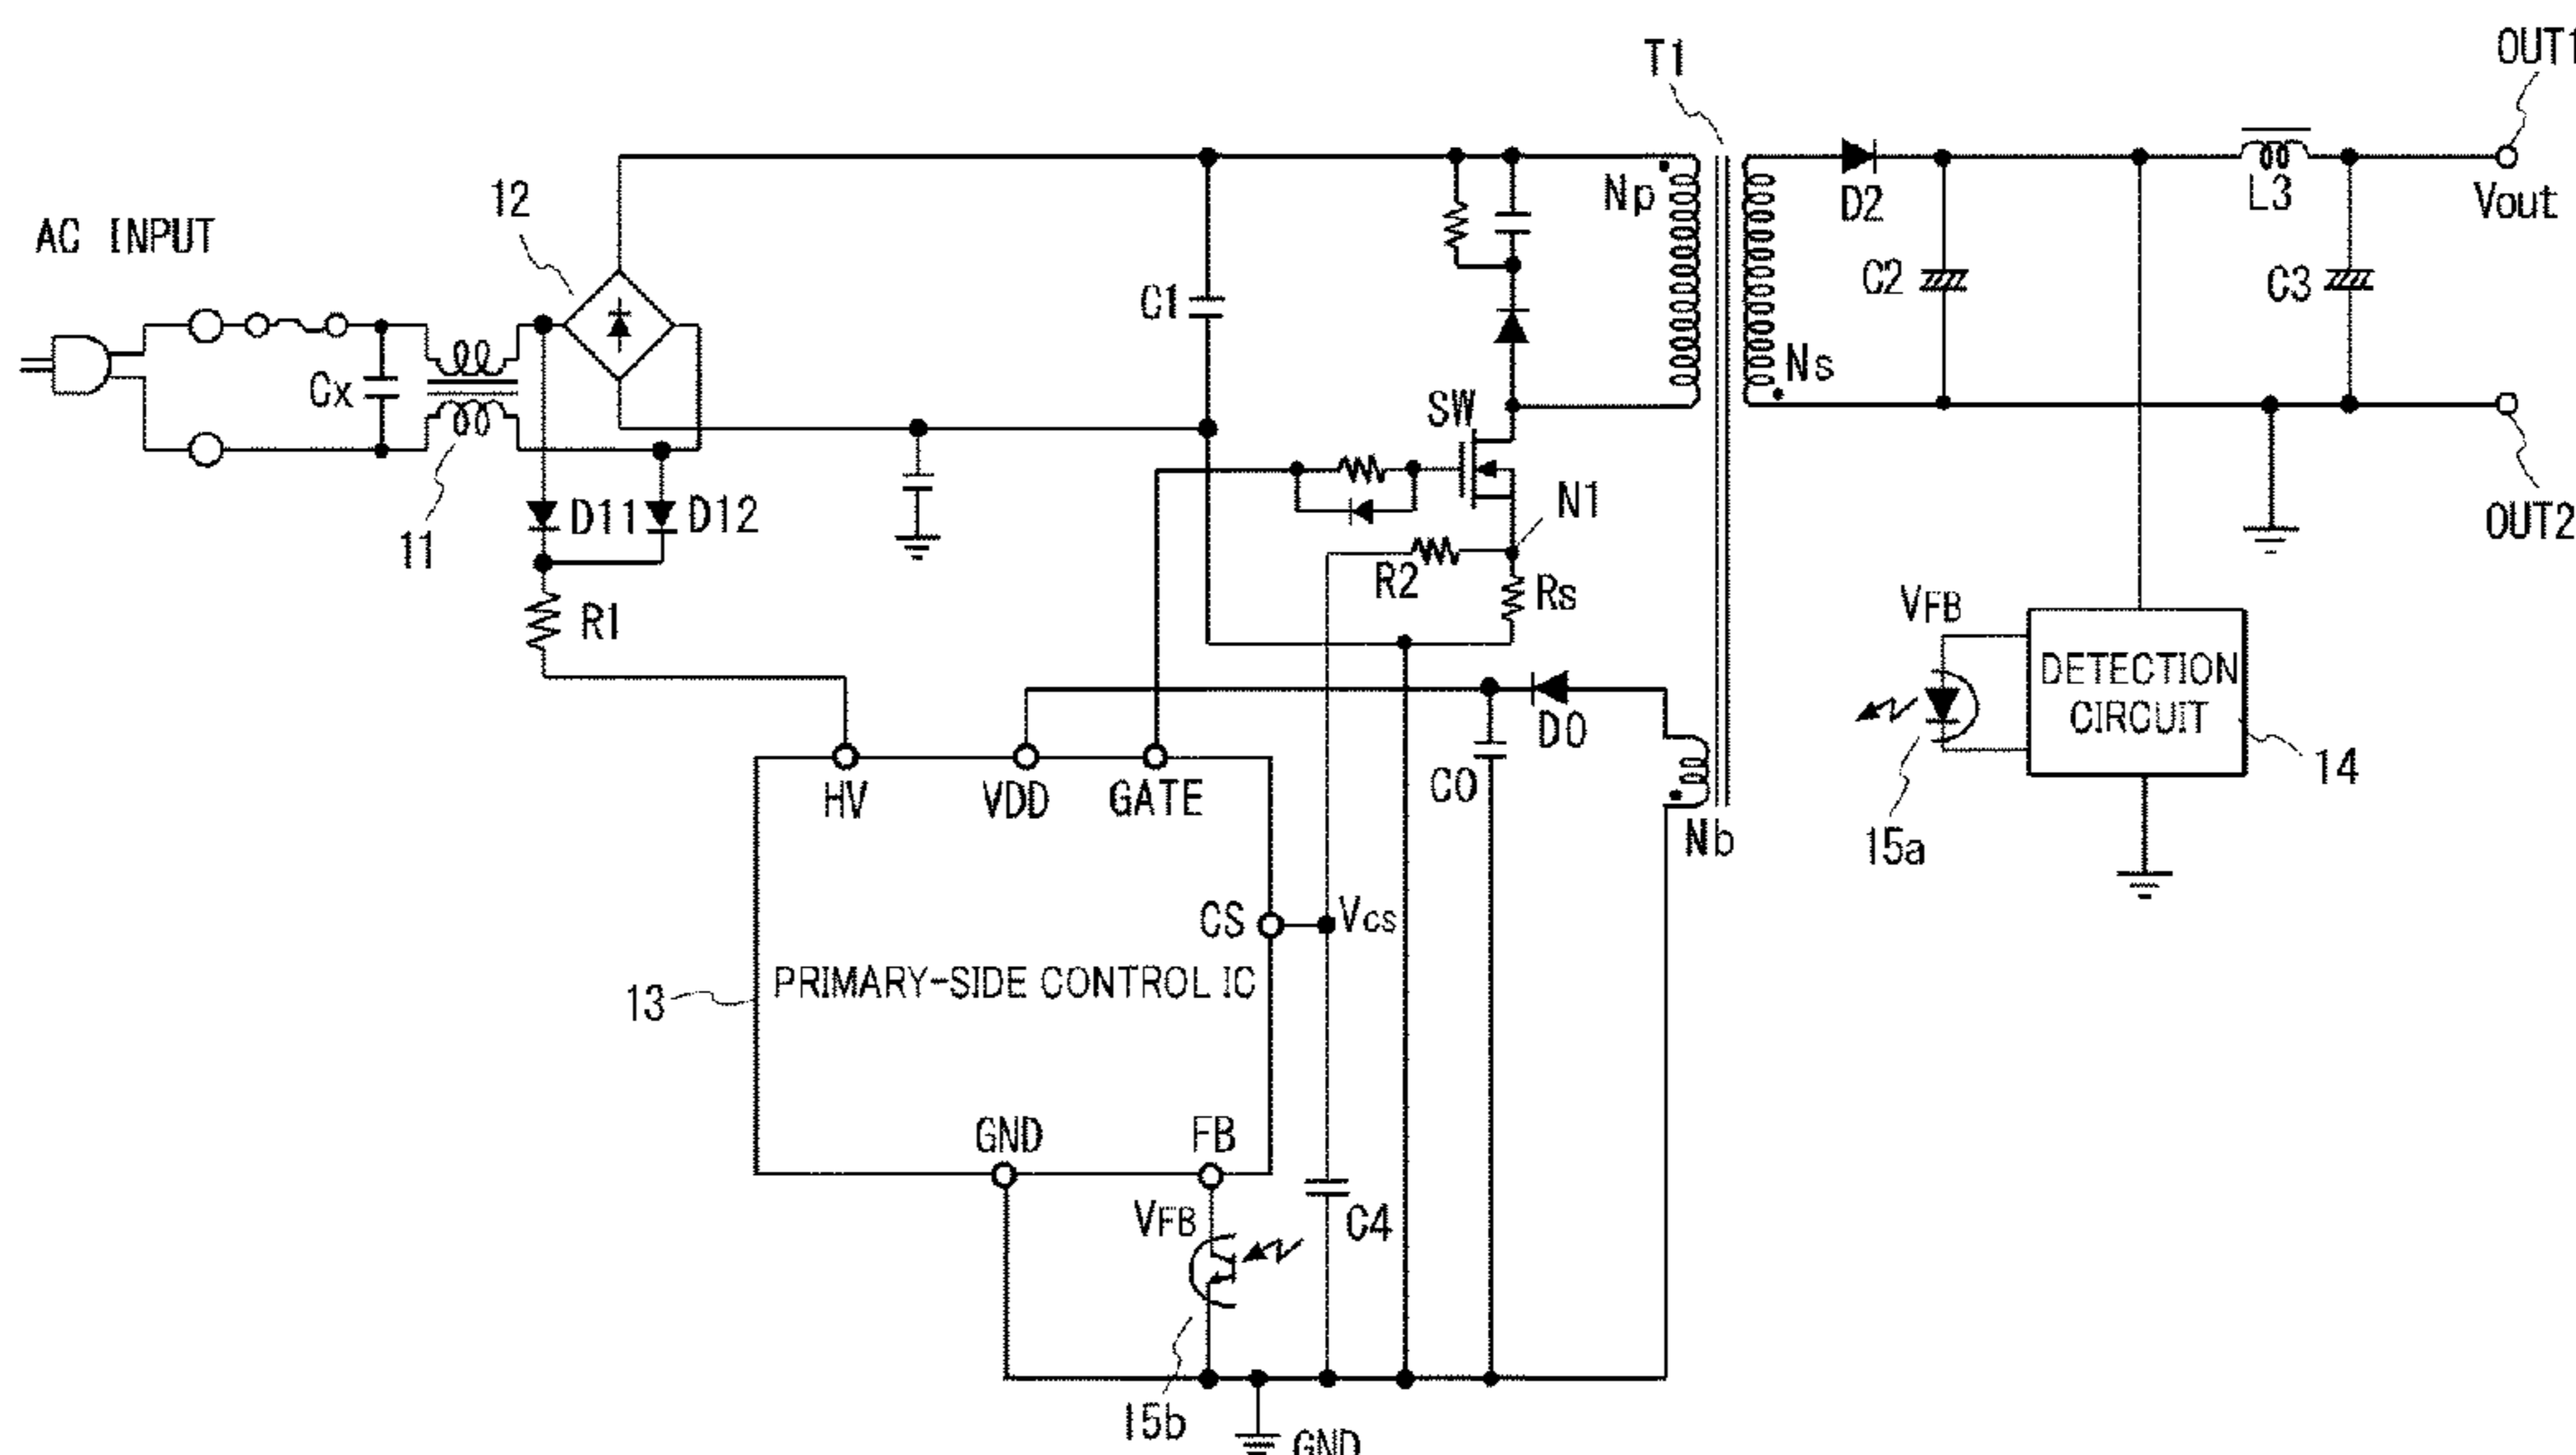 T1
OUT1
12
Np
D2
L3
Vout
AC INPUT
C1
C2
C3
Ns
Cx
SW
11
D11
D12
N1
OUT2
R2
Rs
R1
VFB
DETECTION
CIRCUIT
D0
C0
14
HV
VDD
GATE
Nb
15a
CS
Vcs
PRIMARY-SIDE CONTROL IC
13
GND
FB
VFB
C4
15b
GND